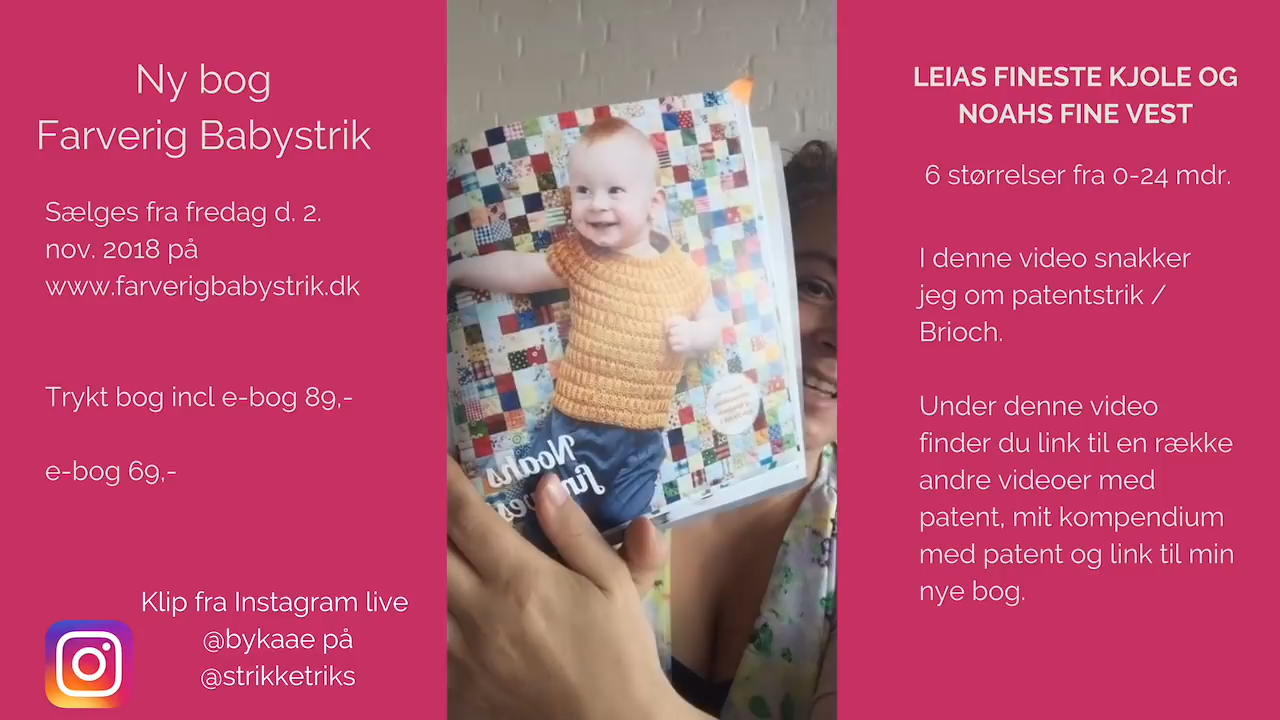 Ny bog
Farverig Babystrik
Sælges fra fredag d. 2.
nov. 2018 på
www.farverigbabystrik.dk
Trykt bog incl e-bog 89,-
e-bog 69,-
Klip fra Instagram live
@bykaae på
@strikketriks
Noahs
LEIAS FINESTE KJOLE OG
NOAHS FINE VEST
6 størrelser fra 0-24 mdr.
I denne video snakker
jeg om patentstrik /
Brioch.
Under denne video
finder du link til en række
andre videoer med
patent, mit kompendium
med patent og link til min
nye bog.